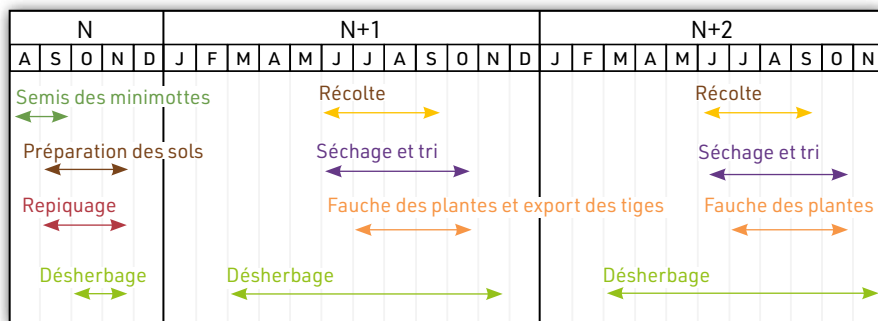 N N+1 N+2
A S O N D J F M A M J J A S O N D J F M A M J J A S O N
Semis des minimottes Récolte Récolte
Préparation des sols Séchage et tri Séchage et tri
Repiquage Fauche des plantes et export des tiges Fauche des plantes
Désherbage Désherbage Désherbage